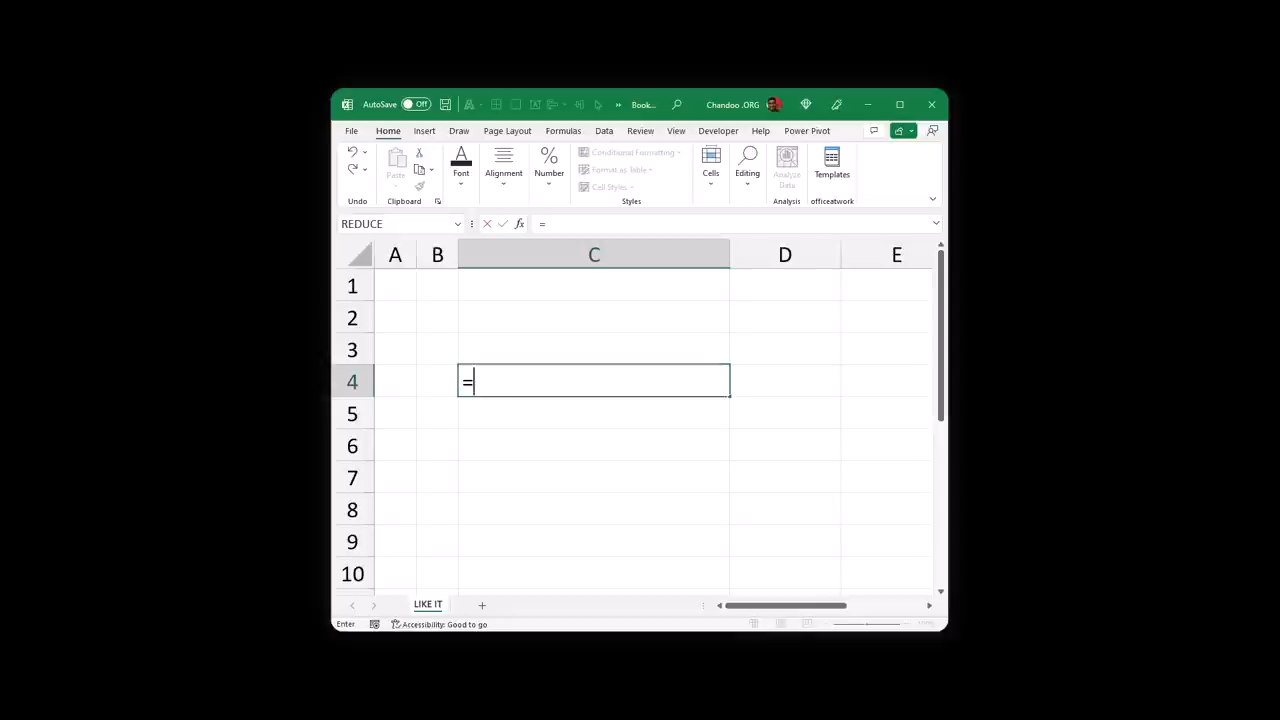 AutoSave Off Book... Chandoo .ORG
File Home Insert Draw Page Layout Formulas Data Review View Developer Help Power Pivot
Paste Font Alignment Number Conditional Formatting Format as Table Cell Styles Cells Editing Analyze Data Templates
Undo Clipboard Styles Analysis officeatwork
REDUCE fx =
A B C D E
1
2
3
4 =
5
6
7
8
9
10
LIKE IT
Enter Accessibility: Good to go